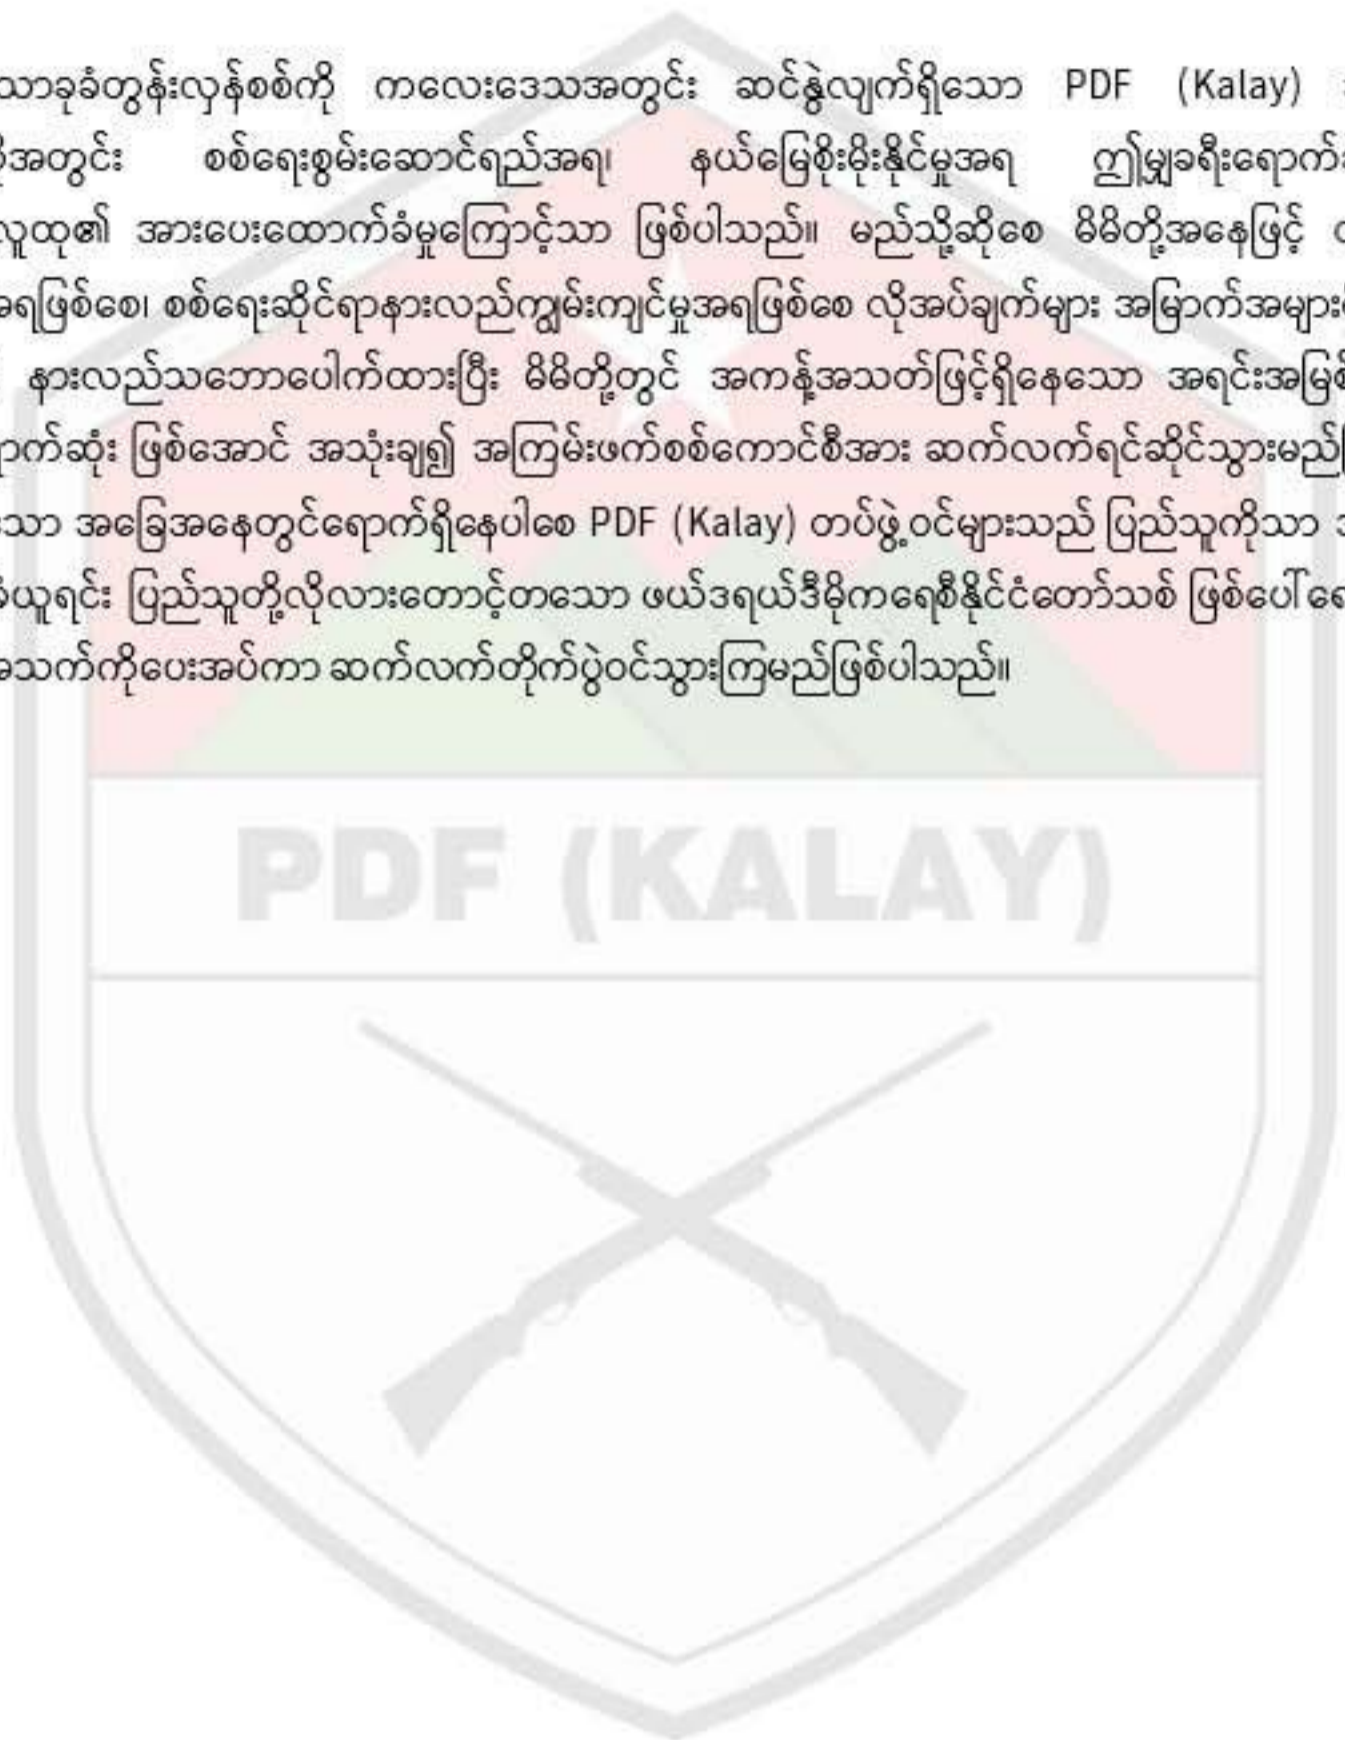 သောခုခံတွန်းလှန်စစ်ကို ကလေးဒေသအတွင်း ဆင်နွှဲလျက်ရှိသော PDF (Kalay)
အတွင်း စစ်ရေးစွမ်းဆောင်ရည်အရ၊ နယ်မြေစိုးမိုးနိုင်မှုအရ ဤမျှခရီးရောက်
လူထု၏ အားပေးထောက်ခံမှုကြောင့်သာ ဖြစ်ပါသည်။ မည်သို့ဆိုစေ မိမိတို့အနေဖြင့်
အရဖြစ်စေ၊ စစ်ရေးဆိုင်ရာနားလည်ကျွမ်းကျင်မှုအရဖြစ်စေ လိုအပ်ချက်များ အမြောက်အများ
နားလည်သဘောပေါက်ထားပြီး မိမိတို့တွင် အကန့်အသတ်ဖြင့်ရှိနေသော အရင်းအမြစ်
ရောက်ဆုံး ဖြစ်အောင် အသုံးချ၍ အကြမ်းဖက်စစ်ကောင်စီအား ဆက်လက်ရင်ဆိုင်သွားမည်
သော အခြေအနေတွင်ရောက်ရှိနေပါစေ PDF (Kalay) တပ်ဖွဲ့ဝင်များသည် ပြည်သူကိုသာ
ခံယူရင်း ပြည်သူတို့လိုလားတောင့်တသော ဖယ်ဒရယ်ဒီမိုကရေစီနိုင်ငံတော်သစ် ဖြစ်ပေါ်
အသက်ကိုပေးအပ်ကာ ဆက်လက်တိုက်ပွဲဝင်သွားကြမည်ဖြစ်ပါသည်။
PDF (KALAY)